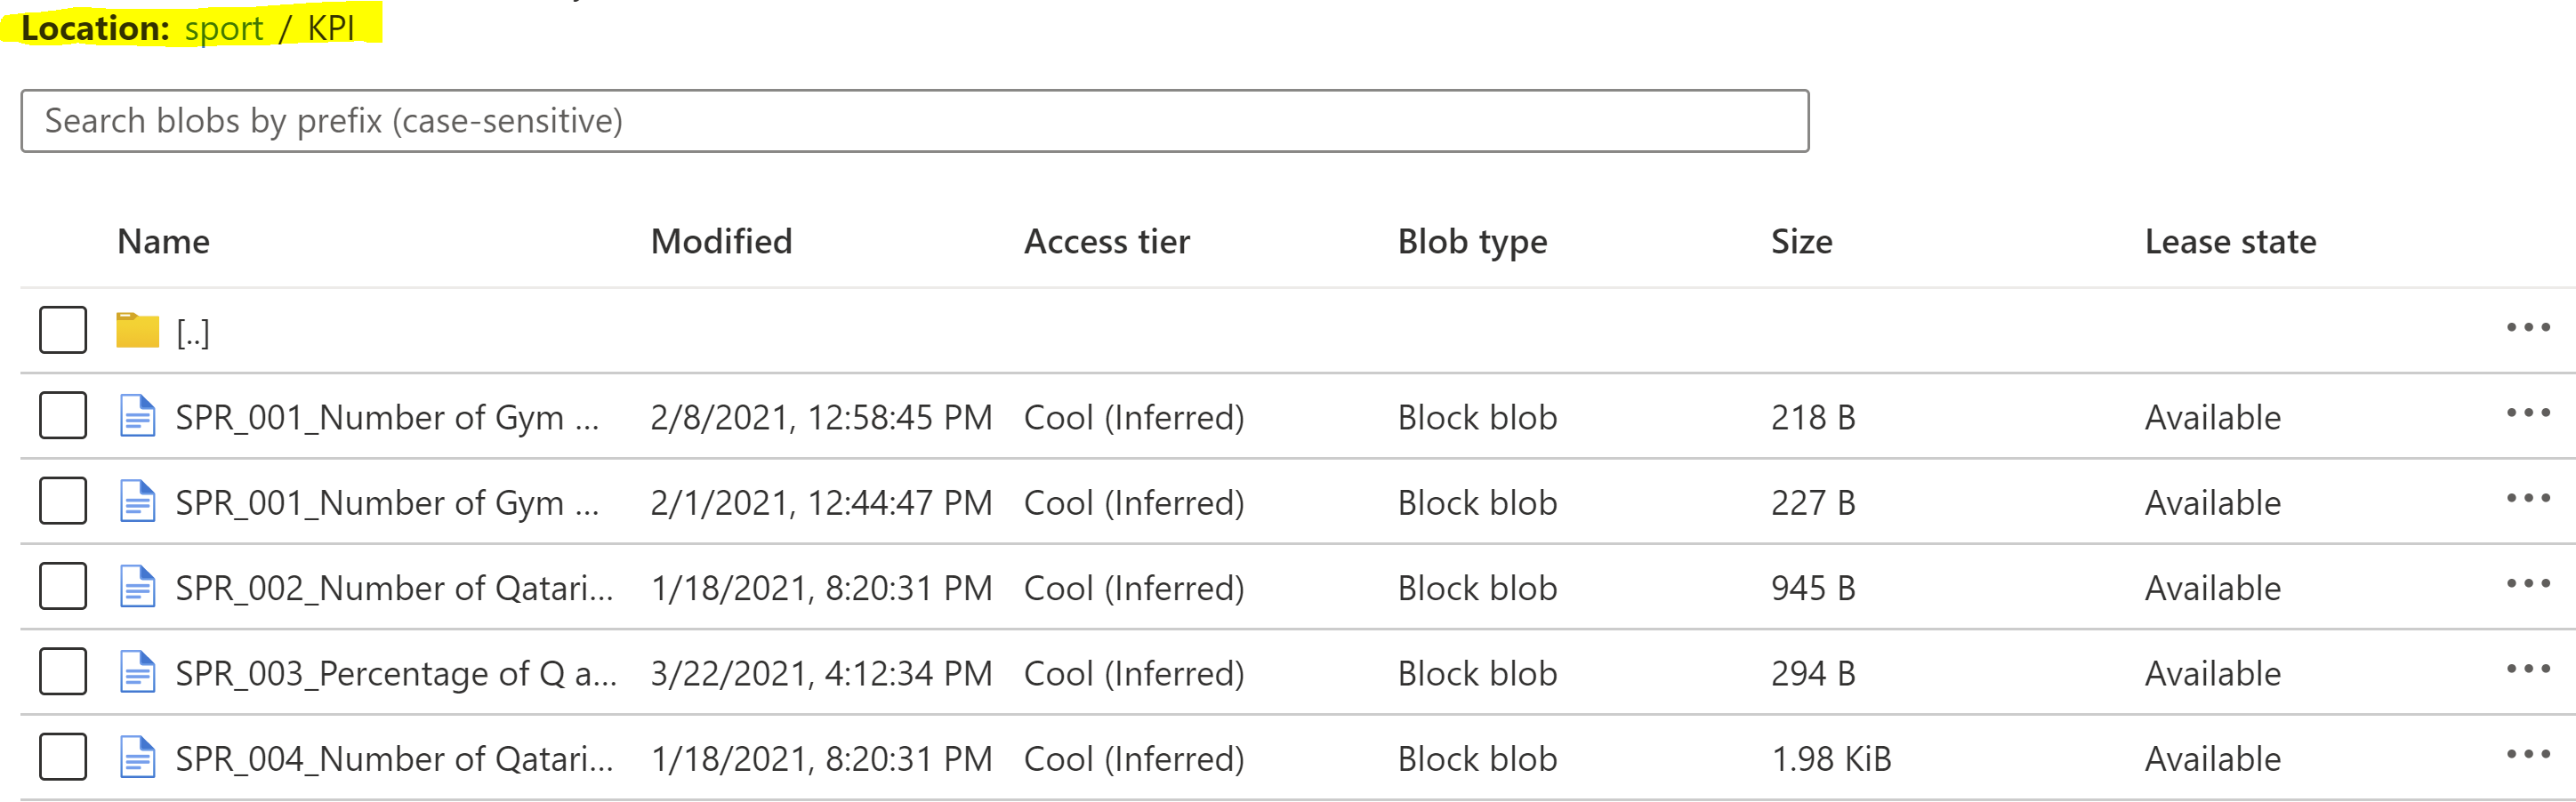 Location: sport / KPI
Search blobs by prefix (case-sensitive)
Name Modified Access tier Blob type Size Lease state
[..]
SPR_001_Number of Gym ... 2/8/2021, 12:58:45 PM Cool (Inferred) Block blob 218 B Available
SPR_001_Number of Gym ... 2/1/2021, 12:44:47 PM Cool (Inferred) Block blob 227 B Available
SPR_002_Number of Qatari... 1/18/2021, 8:20:31 PM Cool (Inferred) Block blob 945 B Available
SPR_003_Percentage of Q a... 3/22/2021, 4:12:34 PM Cool (Inferred) Block blob 294 B Available
SPR_004_Number of Qatari... 1/18/2021, 8:20:31 PM Cool (Inferred) Block blob 1.98 KiB Available